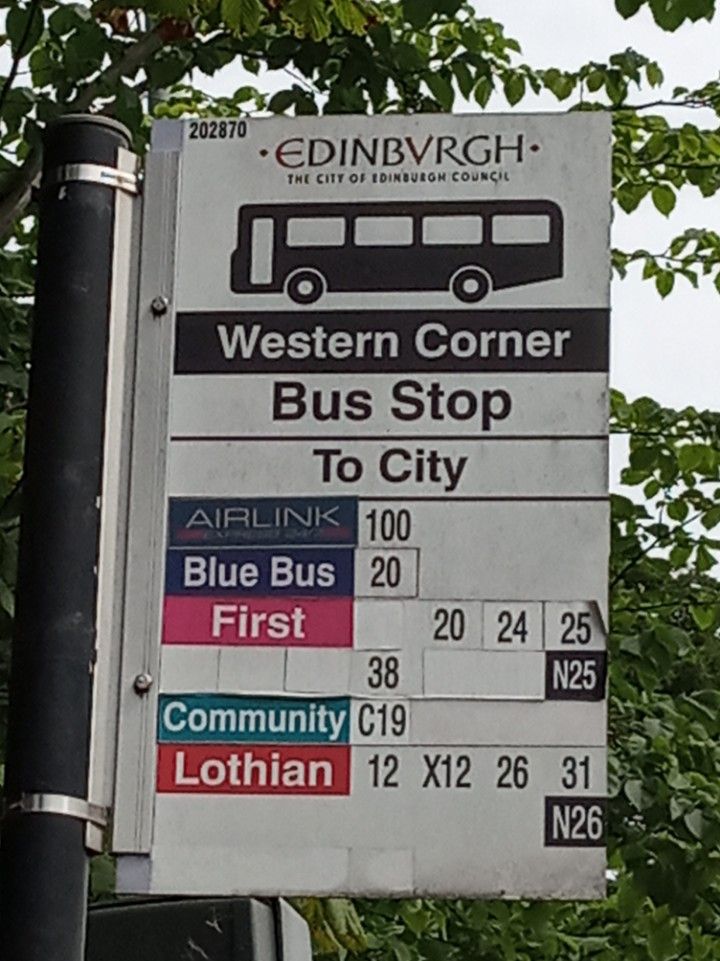 202870
·EDINBVRGH·
THE CITY OF EDINBURGH COUNCIL
Western Corner
Bus Stop
To City
AIRLINK 100
Blue Bus 20
First 20 24 25
38 N25
Community C19
Lothian 12 X12 26 31
N26